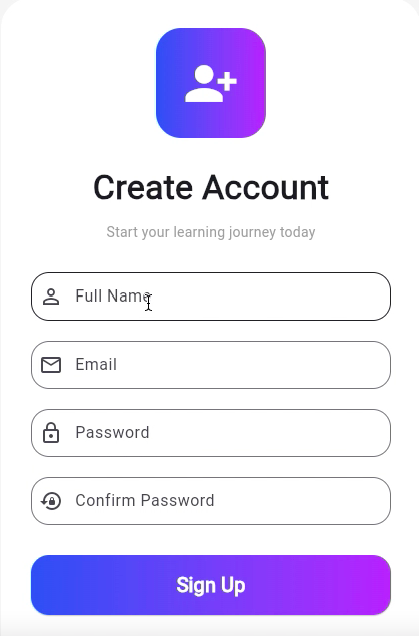 Create Account
Start your learning journey today
Full Name
Email
Password
Confirm Password
Sign Up